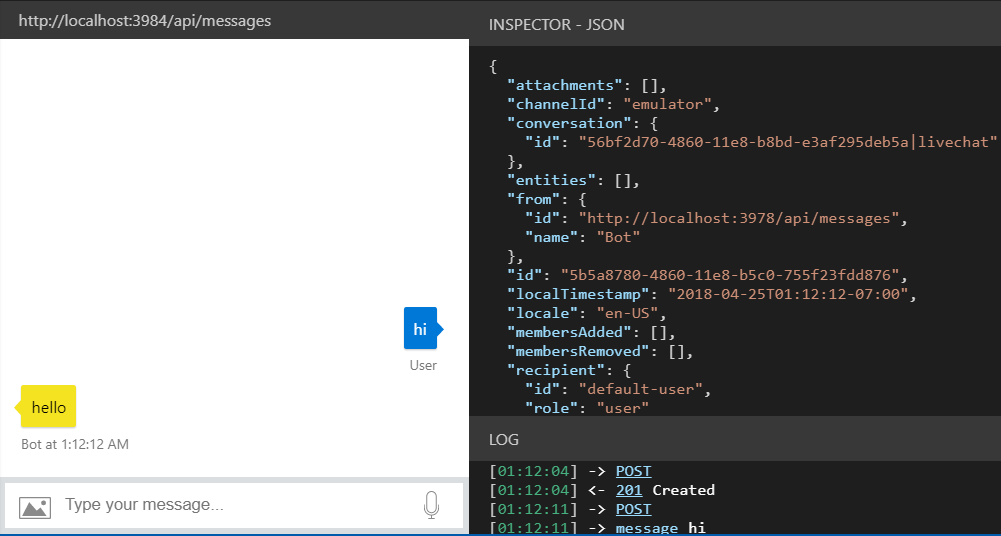 http://localhost:3984/api/messages
hi
User
hello
Bot at 1:12:12 AM
Type your message...
INSPECTOR - JSON
{
"attachments": [],
"channelId": "emulator",
"conversation": {
"id": "56bf2d70-4860-11e8-b8bd-e3af295deb5a|livechat"
},
"entities": [],
"from": {
"id": "http://localhost:3978/api/messages",
"name": "Bot"
},
"id": "5b5a8780-4860-11e8-b5c0-755f23fdd876",
"localTimestamp": "2018-04-25T01:12:12-07:00",
"locale": "en-US",
"membersAdded": [],
"membersRemoved": [],
"recipient": {
"id": "default-user",
"role": "user"
LOG
[01:12:04] -> POST
[01:12:04] <- 201 Created
[01:12:11] -> POST
[01:12:11] -> message hi